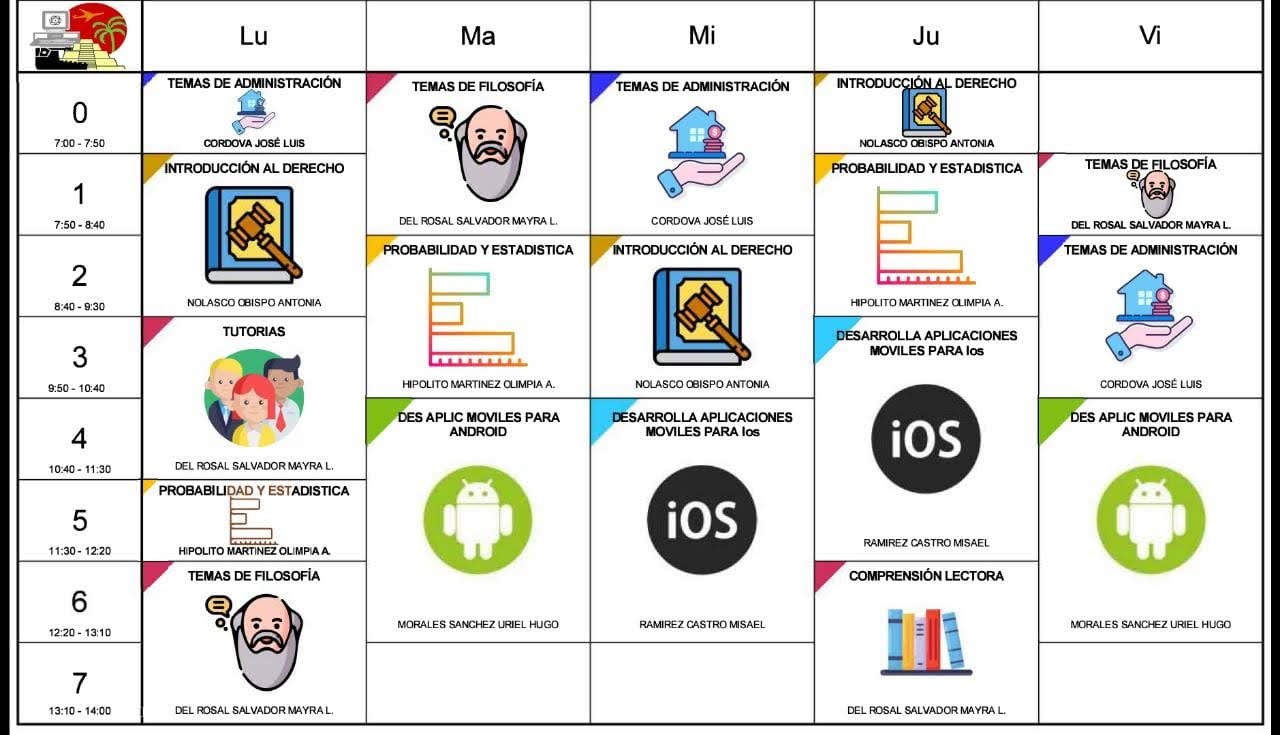 Lu
Ma
Mi
Ju
Vi
0
7:00 - 7:50
TEMAS DE ADMINISTRACIÓN
CORDOVA JOSÉ LUIS
TEMAS DE FILOSOFÍA
DEL ROSAL SALVADOR MAYRA L.
TEMAS DE ADMINISTRACIÓN
CORDOVA JOSÉ LUIS
INTRODUCCIÓN AL DERECHO
NOLASCO OBISPO ANTONIA
1
7:50 - 8:40
INTRODUCCIÓN AL DERECHO
NOLASCO OBISPO ANTONIA
PROBABILIDAD Y ESTADISTICA
HIPOLITO MARTINEZ OLIMPIA A.
TEMAS DE FILOSOFÍA
DEL ROSAL SALVADOR MAYRA L.
2
8:40 - 9:30
PROBABILIDAD Y ESTADISTICA
HIPOLITO MARTINEZ OLIMPIA A.
INTRODUCCIÓN AL DERECHO
NOLASCO OBISPO ANTONIA
TEMAS DE ADMINISTRACIÓN
CORDOVA JOSÉ LUIS
3
9:50 - 10:40
TUTORIAS
DEL ROSAL SALVADOR MAYRA L.
DESARROLLA APLICACIONES
MOVILES PARA Ios
iOS
RAMIREZ CASTRO MISAEL
4
10:40 - 11:30
DES APLIC MOVILES PARA
ANDROID
MORALES SANCHEZ URIEL HUGO
DESARROLLA APLICACIONES
MOVILES PARA Ios
iOS
RAMIREZ CASTRO MISAEL
DES APLIC MOVILES PARA
ANDROID
MORALES SANCHEZ URIEL HUGO
5
11:30 - 12:20
PROBABILIDAD Y ESTADISTICA
HIPOLITO MARTINEZ OLIMPIA A.
6
12:20 - 13:10
TEMAS DE FILOSOFÍA
DEL ROSAL SALVADOR MAYRA L.
COMPRENSIÓN LECTORA
DEL ROSAL SALVADOR MAYRA L.
7
13:10 - 14:00